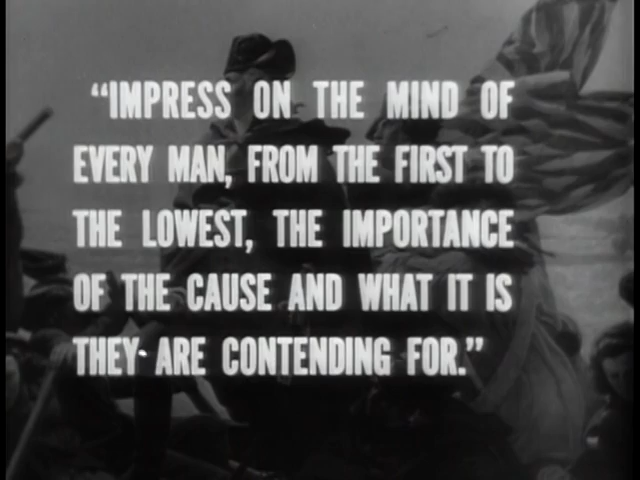 “IMPRESS ON THE MIND OF
EVERY MAN, FROM THE FIRST TO
THE LOWEST, THE IMPORTANCE
OF THE CAUSE AND WHAT IT IS
THEY ARE CONTENDING FOR.”